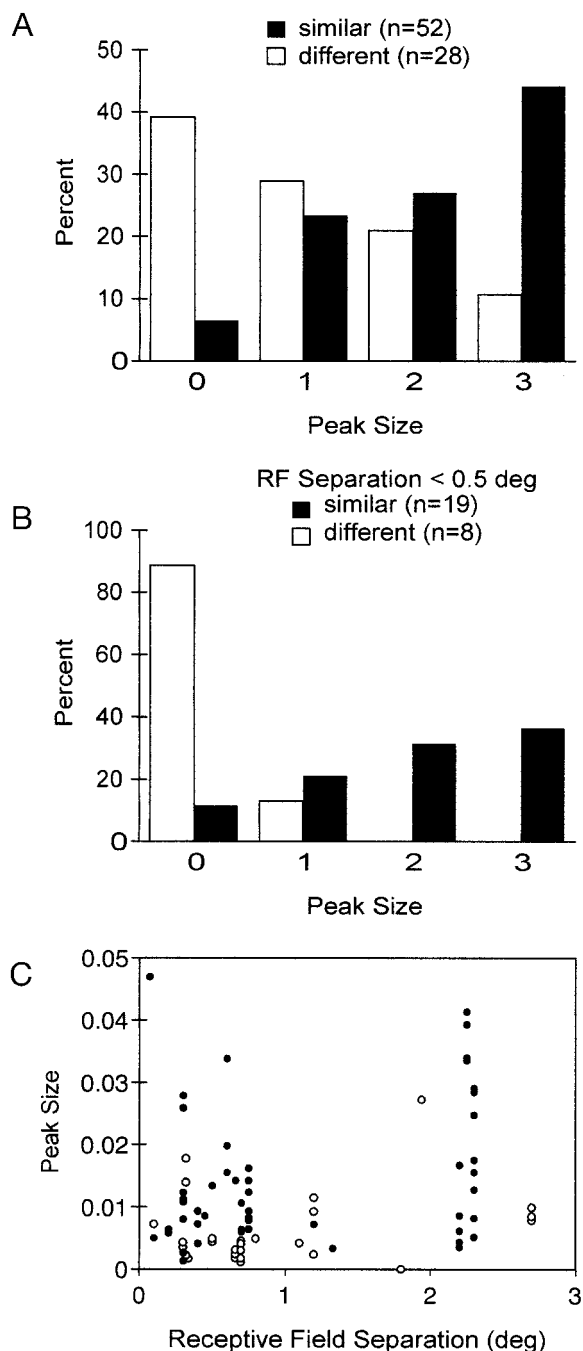 A
similar (n=52)
different (n=28)
50
40
30
20
10
0
Percent
0 1 2 3
Peak Size
RF Separation < 0.5 deg
B
similar (n=19)
different (n=8)
100
80
60
40
20
0
Percent
0 1 2 3
Peak Size
C
0.05
0.04
0.03
0.02
0.01
0
Peak Size
0 1 2 3
Receptive Field Separation (deg)